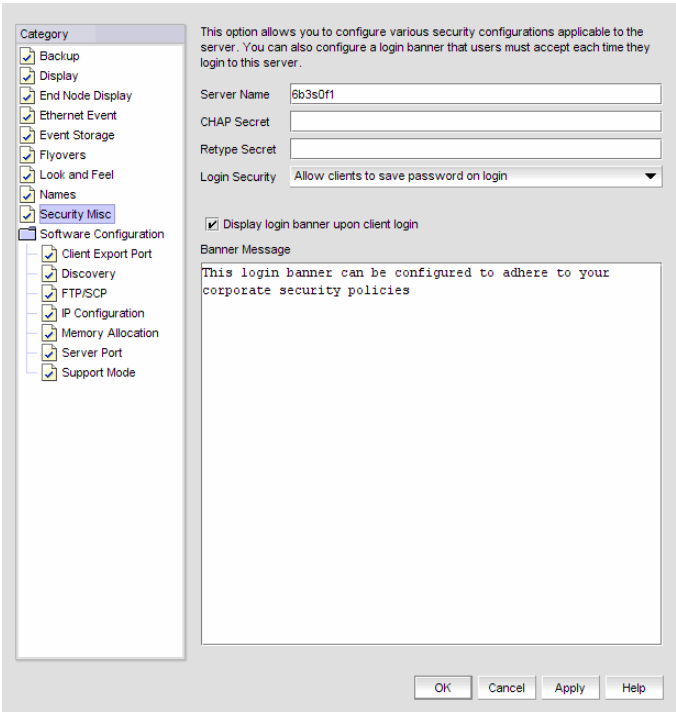 Category
Backup
Display
End Node Display
Ethernet Event
Event Storage
Flyovers
Look and Feel
Names
Security Misc
Software Configuration
Client Export Port
Discovery
FTP/SCP
IP Configuration
Memory Allocation
Server Port
Support Mode
This option allows you to configure various security configurations applicable to the
server. You can also configure a login banner that users must accept each time they
login to this server.
Server Name 6b3s0f1
CHAP Secret
Retype Secret
Login Security Allow clients to save password on login
Display login banner upon client login
Banner Message
This login banner can be configured to adhere to your
corporate security policies
OK Cancel Apply Help